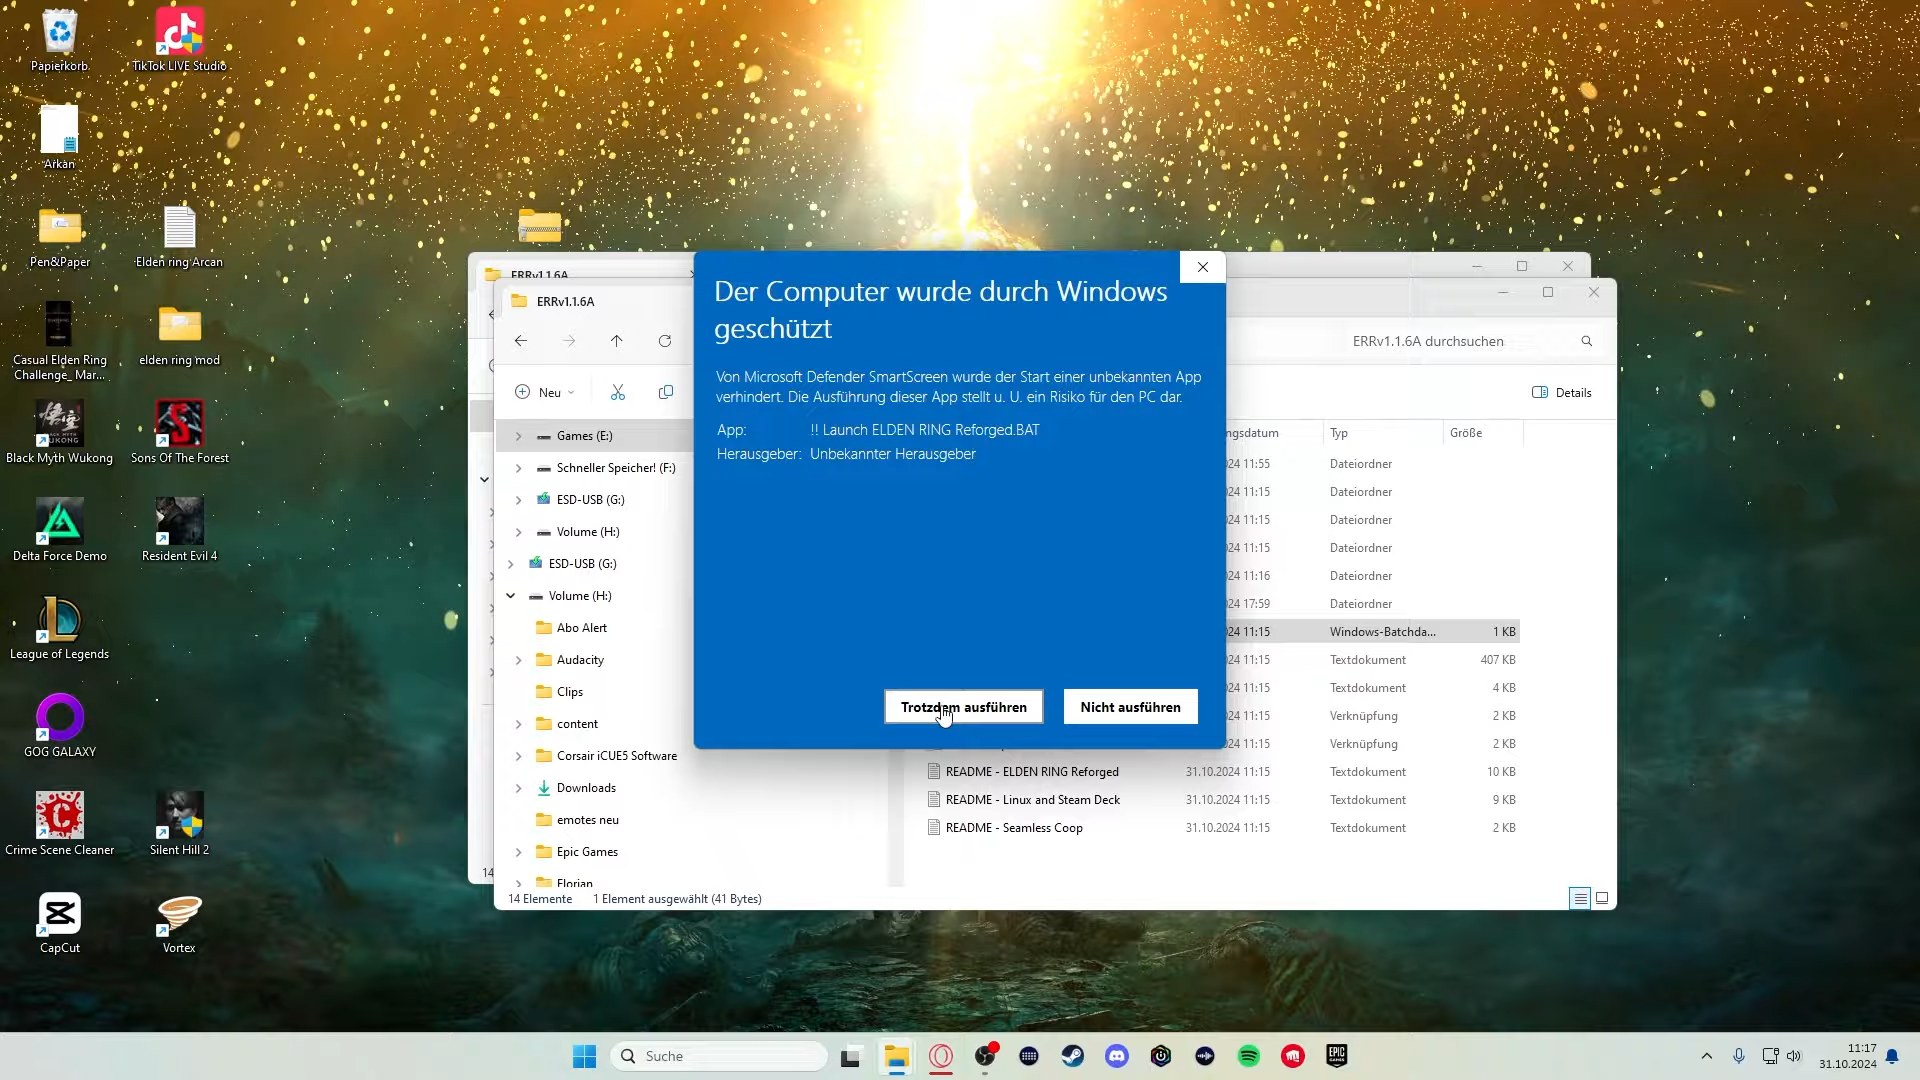 Papierkorb
TikTok LIVE Studio
Arkan
Pen&Paper
Elden ring Arcan
Casual Elden Ring
Challenge_ Mar...
elden ring mod
Black Myth Wukong
Sons Of The Forest
Delta Force Demo
Resident Evil 4
League of Legends
GOG GALAXY
Crime Scene Cleaner
Silent Hill 2
CapCut
Vortex
ERRv1.1.6A
ERRv1.1.6A
ERRv1.1.6A durchsuchen
Neu
Details
Games (E:)
Schneller Speicher! (F:)
ESD-USB (G:)
Volume (H:)
ESD-USB (G:)
Volume (H:)
Abo Alert
Audacity
Clips
content
Corsair iCUE5 Software
Downloads
emotes neu
Epic Games
Florian
Der Computer wurde durch Windows
geschützt
Von Microsoft Defender SmartScreen wurde der Start einer unbekannten App
verhindert. Die Ausführung dieser App stellt u. U. ein Risiko für den PC dar.
App: !! Launch ELDEN RING Reforged.BAT
Herausgeber: Unbekannter Herausgeber
Trotzdem ausführen
Nicht ausführen
ngsdatum Typ Größe
24 11:55 Dateiordner
24 11:15 Dateiordner
24 11:15 Dateiordner
24 11:15 Dateiordner
24 11:16 Dateiordner
24 17:59 Dateiordner
24 11:15 Windows-Batchda... 1 KB
24 11:15 Textdokument 407 KB
24 11:15 Textdokument 4 KB
24 11:15 Verknüpfung 2 KB
24 11:15 Verknüpfung 2 KB
README - ELDEN RING Reforged 31.10.2024 11:15 Textdokument 10 KB
README - Linux and Steam Deck 31.10.2024 11:15 Textdokument 9 KB
README - Seamless Coop 31.10.2024 11:15 Textdokument 2 KB
14
14 Elemente 1 Element ausgewählt (41 Bytes)
Suche
EPIC
GAMES
11:17
31.10.2024